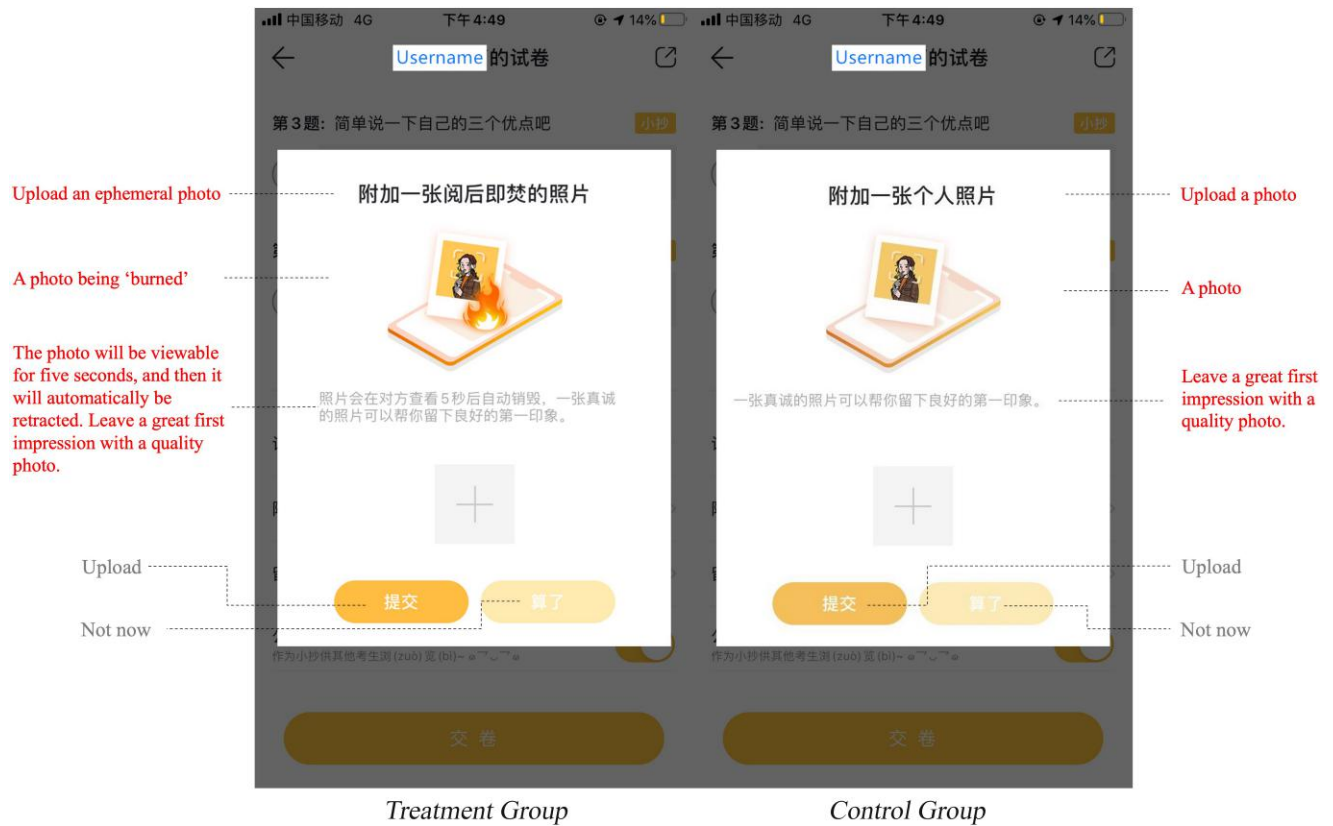 中国移动 4G 下午4:49 14%
中国移动 4G 下午4:49 14%
Username 的试卷
Username 的试卷
第3题: 简单说一下自己的三个优点吧 小抄
第3题: 简单说一下自己的三个优点吧 小抄
Upload an ephemeral photo
附加一张阅后即焚的照片
附加一张个人照片
Upload a photo
A photo being ‘burned’
A photo
The photo will be viewable
for five seconds, and then it
will automatically be
retracted. Leave a great first
impression with a quality
photo.
照片会在对方查看5秒后自动销毁，一张真诚
的照片可以帮你留下良好的第一印象。
一张真诚的照片可以帮你留下良好的第一印象。
Leave a great first
impression with a
quality photo.
Upload
Not now
提交 算了
提交 算了
Upload
Not now
作为小抄供其他考生浏(zuò)览(bì)~
作为小抄供其他考生浏(zuò)览(bì)~
交卷
交卷
Treatment Group
Control Group